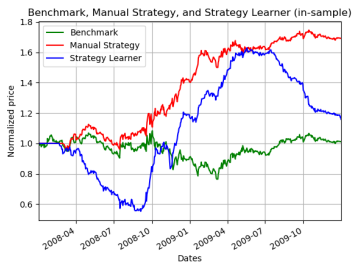 Benchmark, Manual Strategy, and Strategy Learner (in-sample)
Normalized price
1.8
1.6
1.4
1.2
1.0
0.8
0.6
Benchmark
Manual Strategy
Strategy Learner
2008-04
2008-07
2008-10
2009-01
2009-04
2009-07
2009-10
Dates